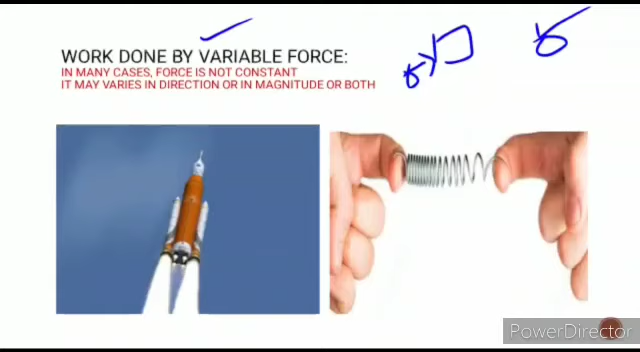 WORK DONE BY VARIABLE FORCE:
IN MANY CASES, FORCE IS NOT CONSTANT
IT MAY VARIES IN DIRECTION OR IN MAGNITUDE OR BOTH
PowerDirector